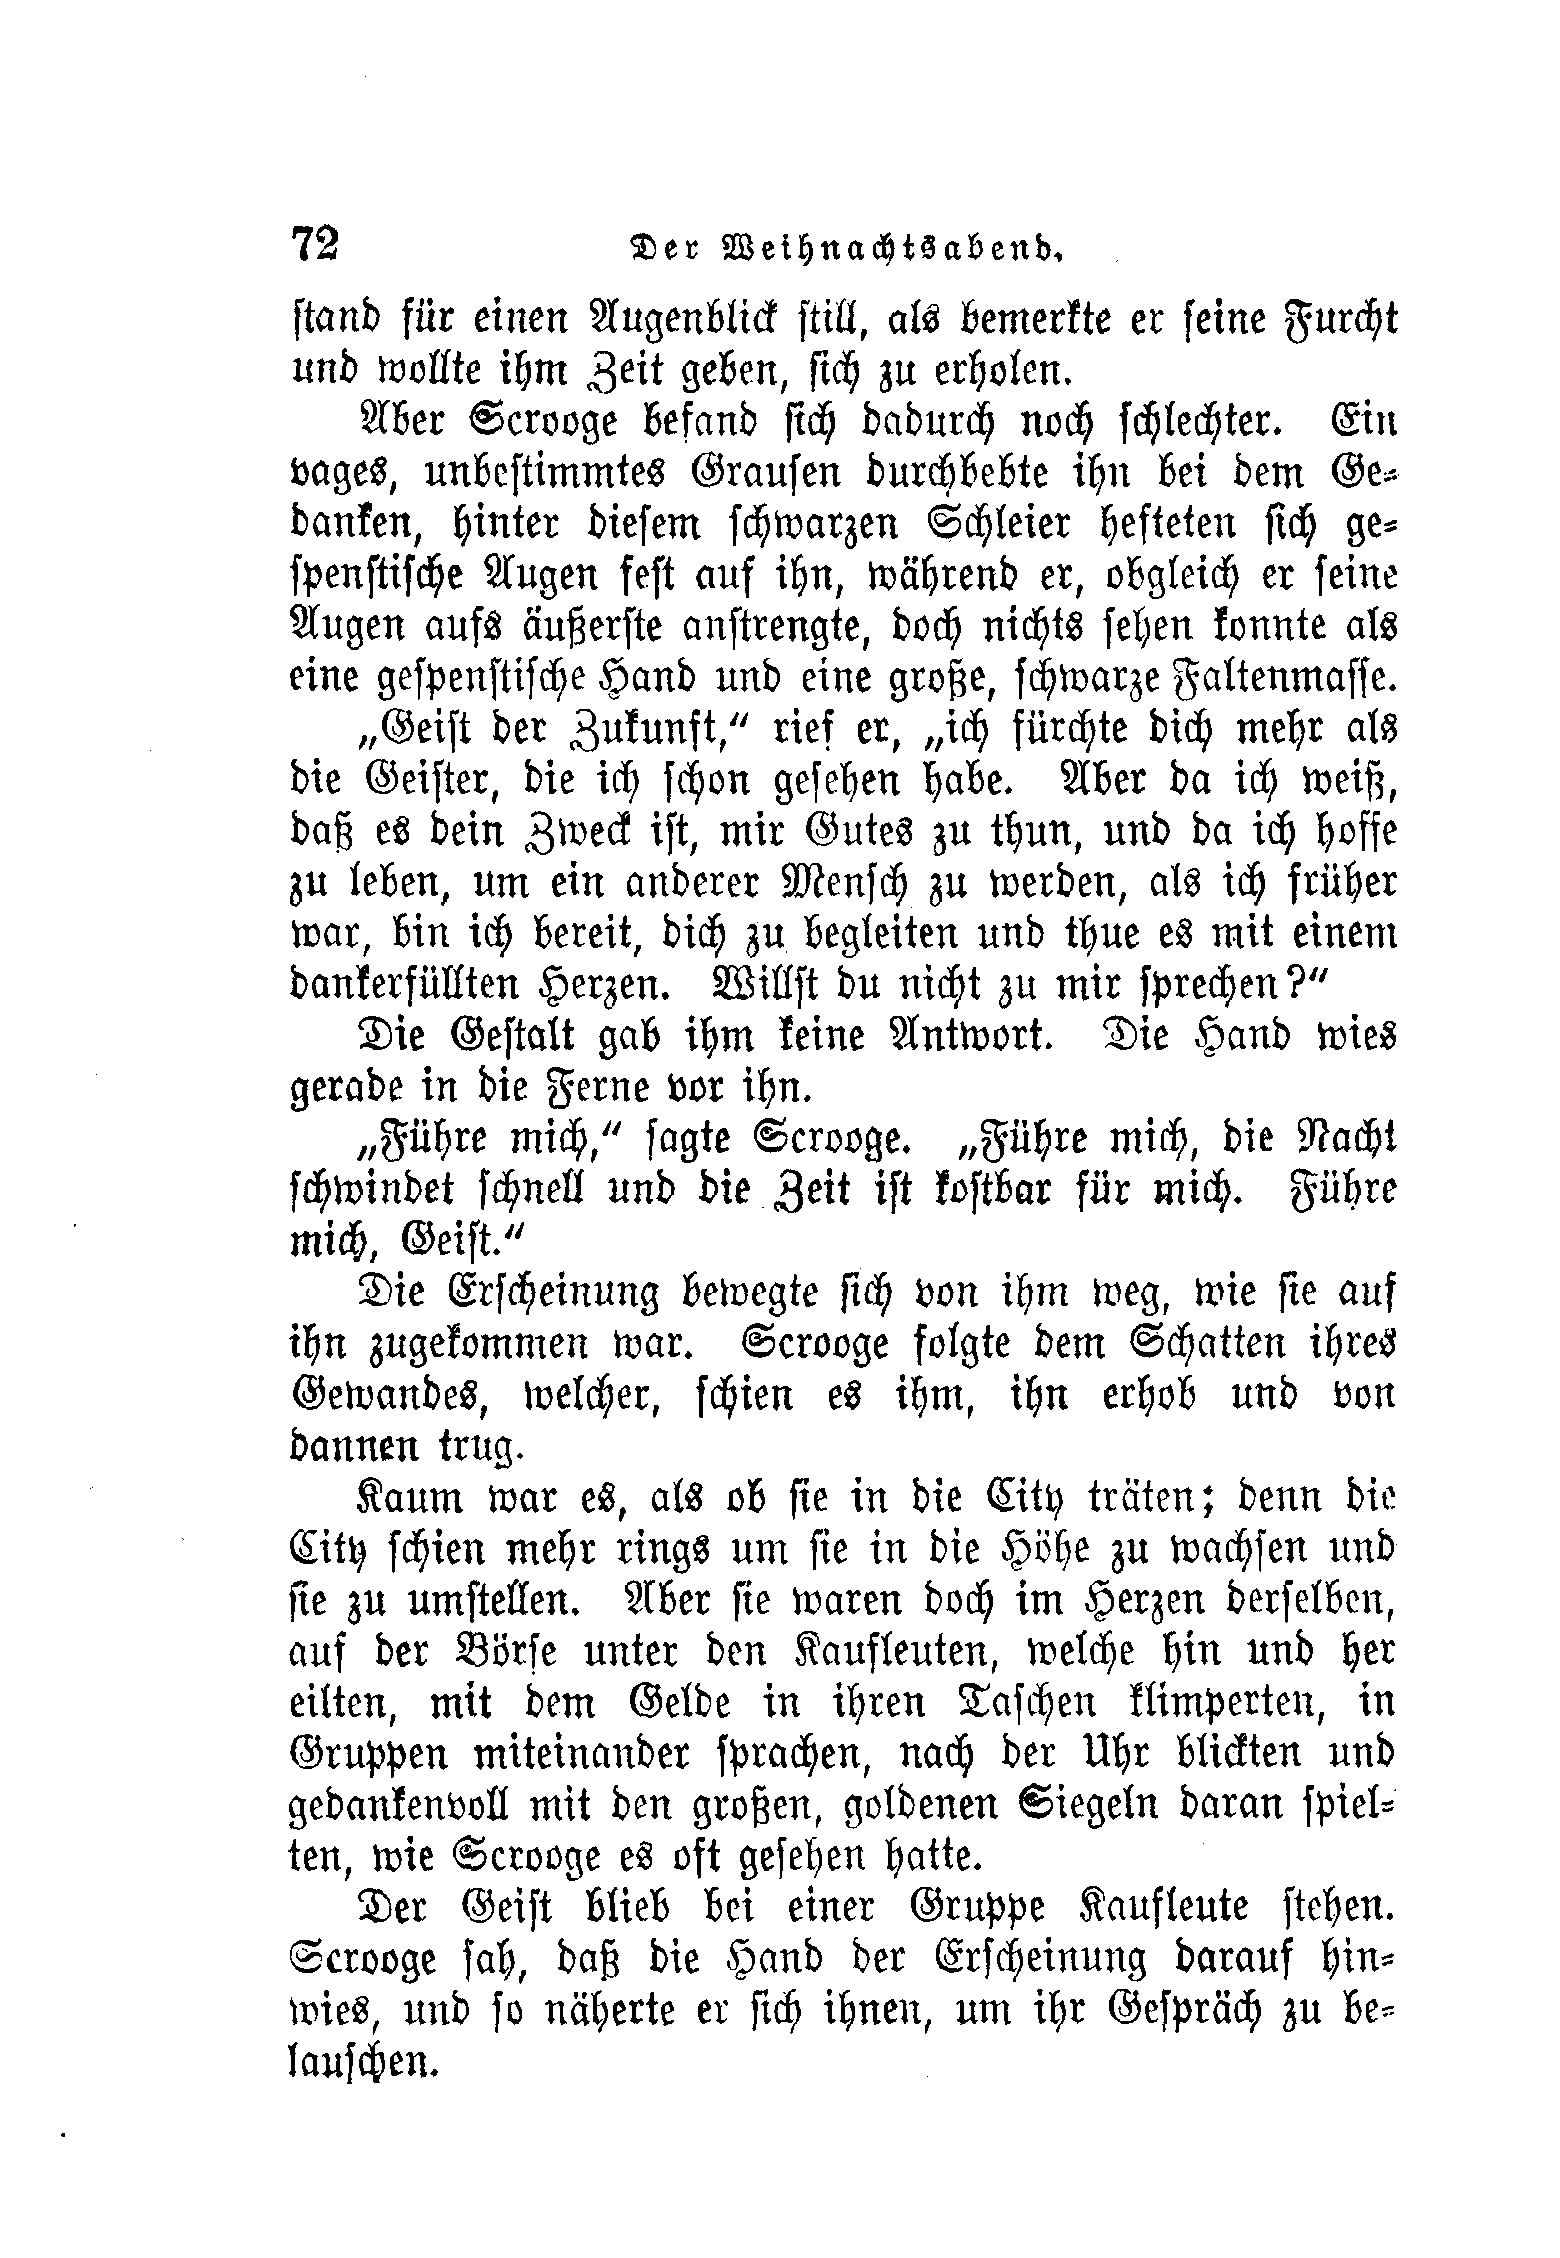 72 Der Weihnachtsabend.
stand für einen Augenblick still, als bemerkte er seine Furcht
und wollte ihm Zeit geben, sich zu erholen.
Aber Scrooge befand sich dadurch noch schlechter. Ein
vages, unbestimmtes Grausen durchbebte ihn bei dem Ge-
danken, hinter diesem schwarzen Schleier hefteten sich ge-
spenstische Augen fest auf ihn, während er, obgleich er seine
Augen aufs äußerste anstrengte, doch nichts sehen konnte als
eine gespenstische Hand und eine große, schwarze Faltenmasse.
„Geist der Zukunft,“ rief er, „ich fürchte dich mehr als
die Geister, die ich schon gesehen habe. Aber da ich weiß,
daß es dein Zweck ist, mir Gutes zu thun, und da ich hoffe
zu leben, um ein anderer Mensch zu werden, als ich früher
war, bin ich bereit, dich zu begleiten und thue es mit einem
dankerfüllten Herzen. Willst du nicht zu mir sprechen?“
Die Gestalt gab ihm keine Antwort. Die Hand wies
gerade in die Ferne vor ihn.
„Führe mich,“ sagte Scrooge. „Führe mich, die Nacht
schwindet schnell und die Zeit ist kostbar für mich. Führe
mich, Geist.“
Die Erscheinung bewegte sich von ihm weg, wie sie auf
ihn zugekommen war. Scrooge folgte dem Schatten ihres
Gewandes, welcher, schien es ihm, ihn erhob und von
dannen trug.
Kaum war es, als ob sie in die City träten; denn die
City schien mehr rings um sie in die Höhe zu wachsen und
sie zu umstellen. Aber sie waren doch im Herzen derselben,
auf der Börse unter den Kaufleuten, welche hin und her
eilten, mit dem Gelde in ihren Taschen klimperten, in
Gruppen miteinander sprachen, nach der Uhr blickten und
gedankenvoll mit den großen, goldenen Siegeln daran spiel-
ten, wie Scrooge es oft gesehen hatte.
Der Geist blieb bei einer Gruppe Kaufleute stehen.
Scrooge sah, daß die Hand der Erscheinung darauf hin-
wies, und so näherte er sich ihnen, um ihr Gespräch zu be-
lauschen.